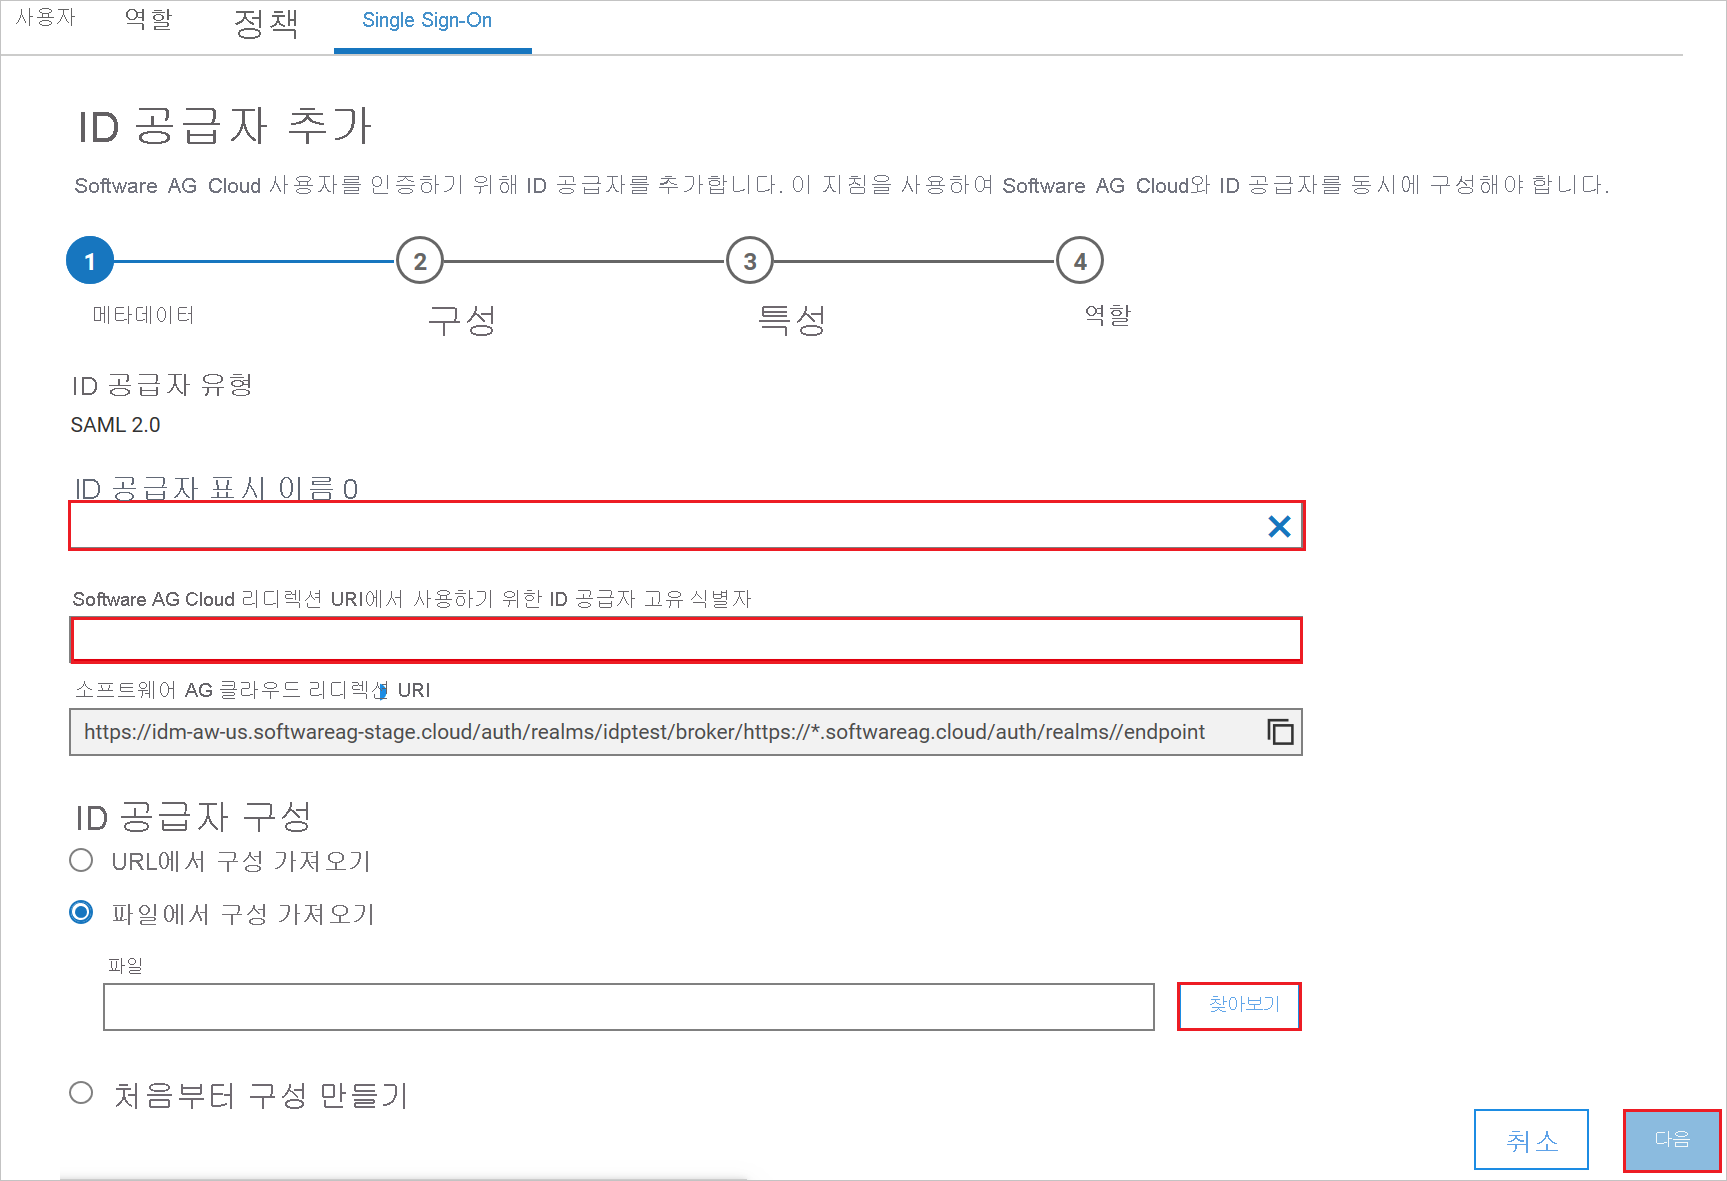 사용자 역할 정책 Single Sign-On
ID 공급자 추가
Software AG Cloud 사용자를 인증하기 위해 ID 공급자를 추가합니다. 이 지침을 사용하여 Software AG Cloud와 ID 공급자를 동시에 구성해야 합니다.
1 2 3 4
메타데이터 구성 특성 역할
ID 공급자 유형
SAML 2.0
ID 공급자 표시 이름 0
Software AG Cloud 리디렉션 URI에서 사용하기 위한 ID 공급자 고유 식별자
소프트웨어 AG 클라우드 리디렉션 URI
https://idm-aw-us.softwareag-stage.cloud/auth/realms/idptest/broker/https://*.softwareag.cloud/auth/realms//endpoint
ID 공급자 구성
URL에서 구성 가져오기
파일에서 구성 가져오기
파일
찾아보기
처음부터 구성 만들기
취소 다음